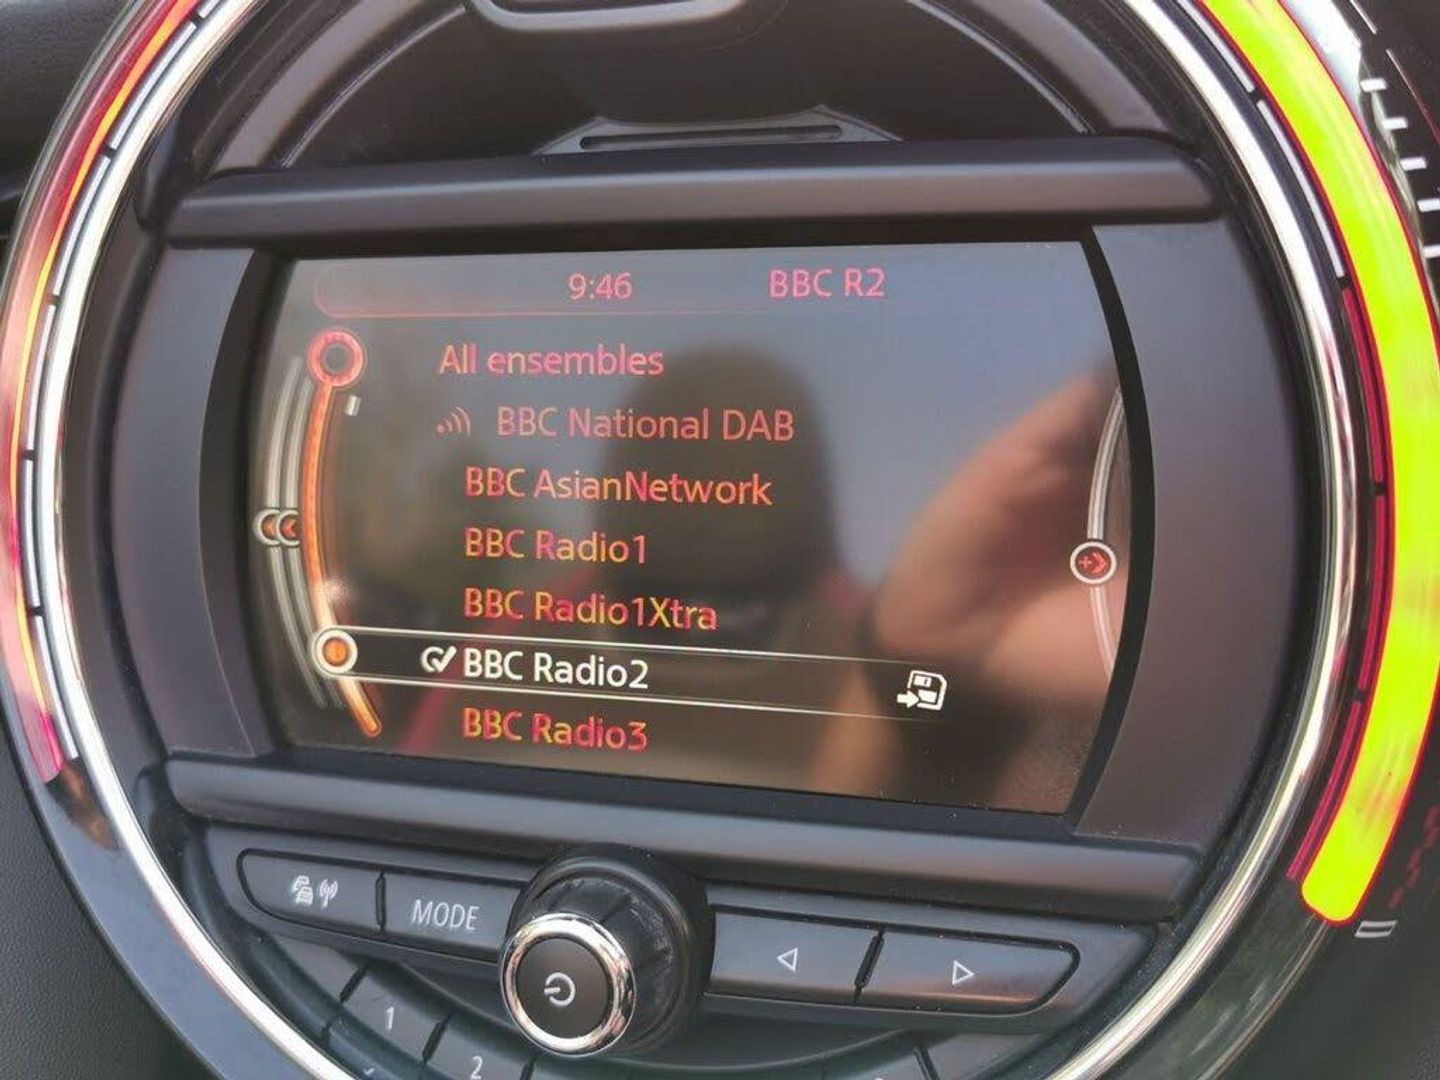 9:46 BBC R2
All ensembles
BBC National DAB
BBC AsianNetwork
BBC Radio1
BBC Radio1Xtra
BBC Radio2
BBC Radio3
MODE
1
2